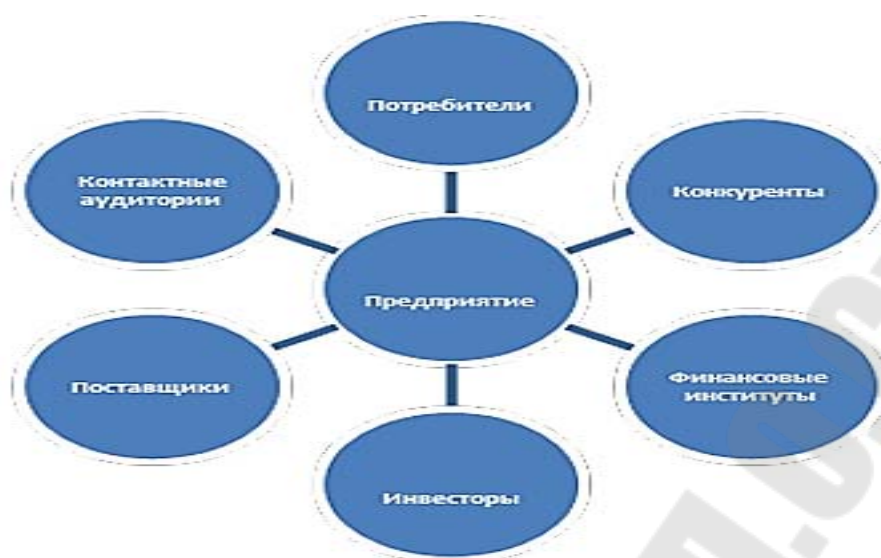 Потребители
Контактные
аудитории
Конкуренты
Предприятие
Поставщики
Финансовые
институты
Инвесторы